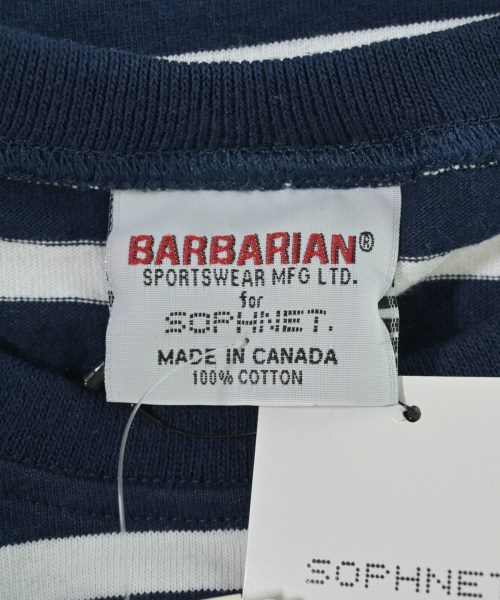 BARBARIAN®
SPORTSWEAR MFG LTD.
for
SOPHNET.
MADE IN CANADA
100% COTTON
SOPHNET